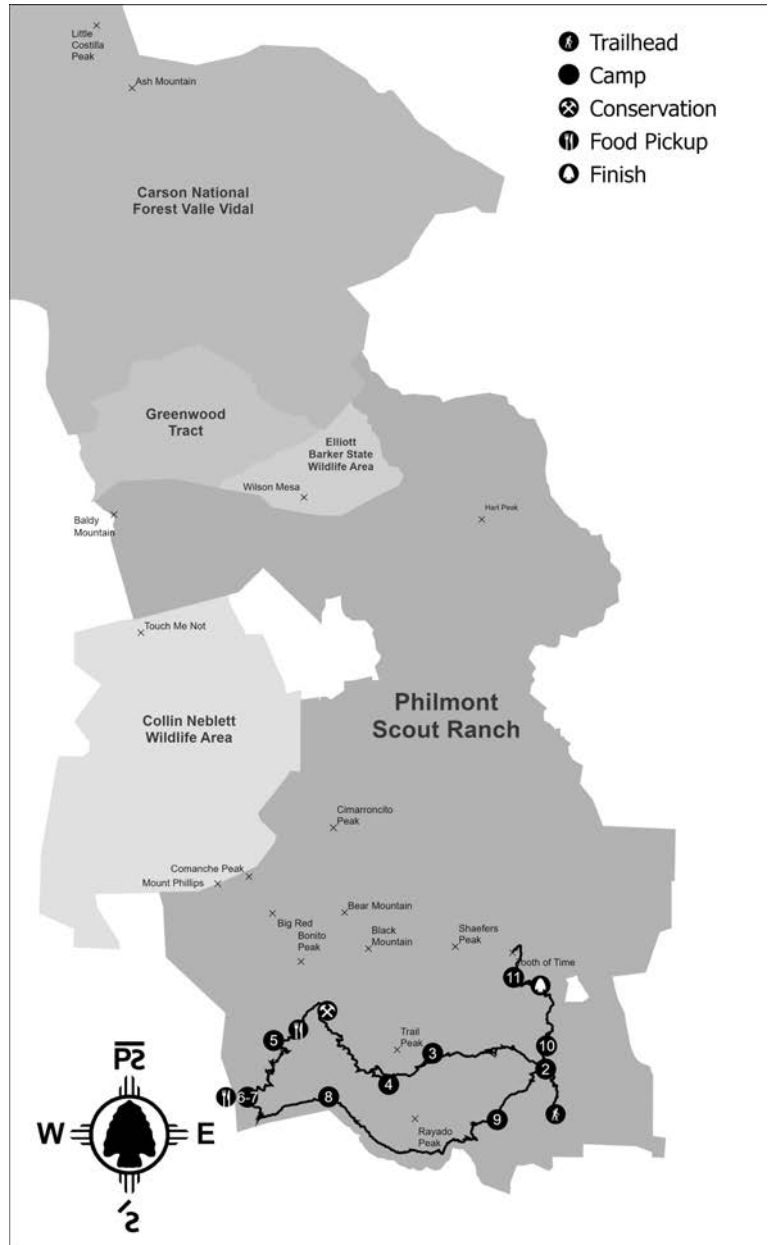 Little
Costilla
Peak
Ash Mountain
Trailhead
Camp
Conservation
Food Pickup
Finish
Carson National
Forest Valle Vidal
Greenwood
Tract
Elliott
Barker State
Wildlife Area
Wilson Mesa
Baldy
Mountain
Hart Peak
Touch Me Not
Collin Neblett
Wildlife Area
Philmont
Scout Ranch
Cimarroncito
Peak
Comanche Peak
Mount Phillips
Big Red
Bonito
Peak
Bear Mountain
Black
Mountain
Shaefers
Peak
Tooth of Time
11
5
Trail
Peak
3
10
2
4
6-7
8
9
Rayado
Peak
W
E